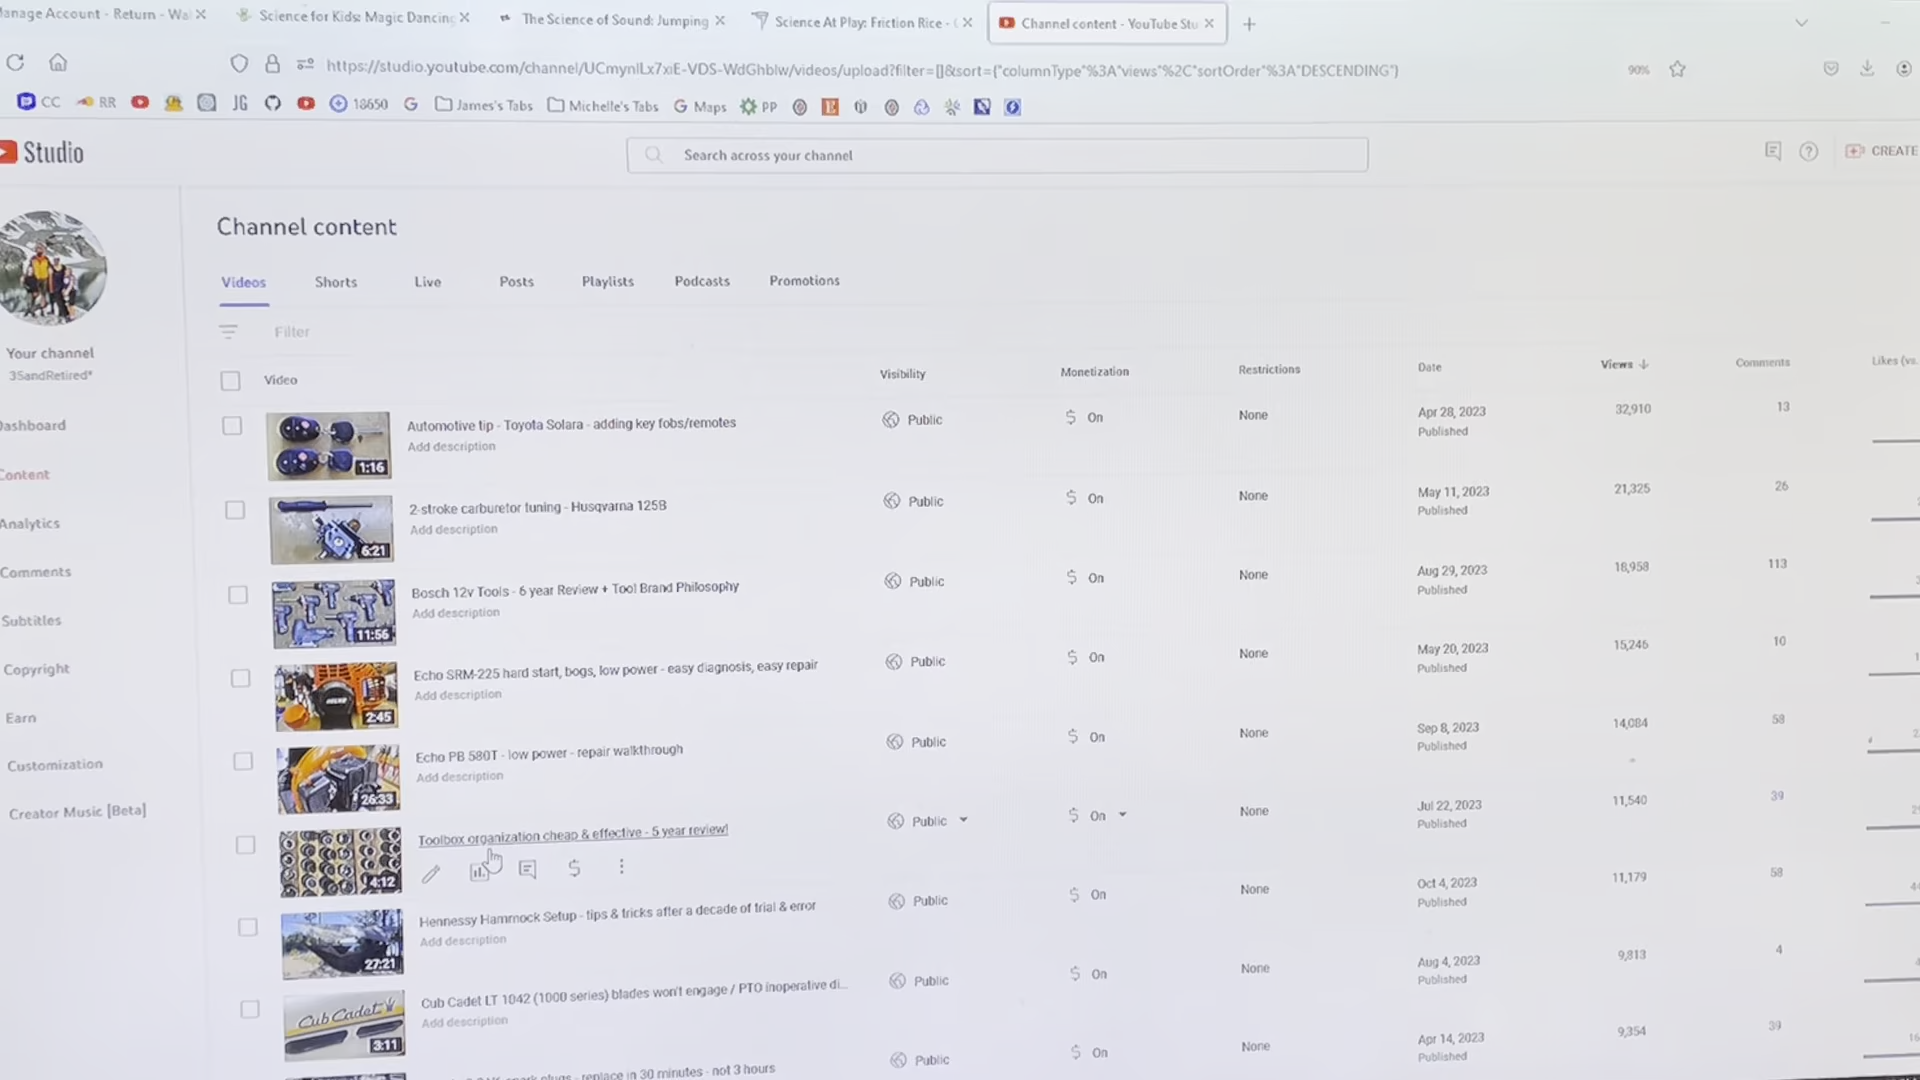 anage Account - Return - Wa
Science for Kids: Magic Dancing
The Science of Sound: Jumping
Science At Play: Friction Rice - (
Channel content - YouTube Stu
https://studio.youtube.com/channel/UCmynlLx7xiE-VDS-WdGhblw/videos/upload?filter=[]&sort={"columnType"%3A"views"%2C"sortOrder"%3A"DESCENDING"}
90%
CC RR JG 18650 James's Tabs Michelle's Tabs Maps PP
Studio
Search across your channel
CREATE
Channel content
Videos Shorts Live Posts Playlists Podcasts Promotions
Filter
Your channel
35andRetired*
Dashboard
Content
Analytics
Comments
Subtitles
Copyright
Earn
Customization
Creator Music [Beta]
Video Visibility Monetization Restrictions Date Views Comments Likes (vs.
Automotive tip - Toyota Solara - adding key fobs/remotes
Add description
1:16
Public $ On None Apr 28, 2023 32,910 13
Published
2-stroke carburetor tuning - Husqvarna 125B
Add description
6:21
Public $ On None May 11, 2023 21,325 26
Published
Bosch 12v Tools - 6 year Review + Tool Brand Philosophy
Add description
11:56
Public $ On None Aug 29, 2023 18,958 113
Published
Echo SRM-225 hard start, bogs, low power - easy diagnosis, easy repair
Add description
2:45
Public $ On None May 20, 2023 15,246 10
Published
Echo PB 580T - low power - repair walkthrough
Add description
26:33
Public $ On None Sep 8, 2023 14,084 58
Published
Toolbox organization cheap & effective - 5 year review!
4:12
Public $ On None Jul 22, 2023 11,540 39
Published
Hennessy Hammock Setup - tips & tricks after a decade of trial & error
Add description
27:21
Public $ On None Oct 4, 2023 11,179 58
Published
Cub Cadet LT 1042 (1000 series) blades won't engage / PTO inoperative di...
Add description
Cub Cadet
3:11
Public $ On None Aug 4, 2023 9,813 4
Published
plugs - replace in 30 minutes - not 3 hours
Public $ On None Apr 14, 2023 9,354 39
Published